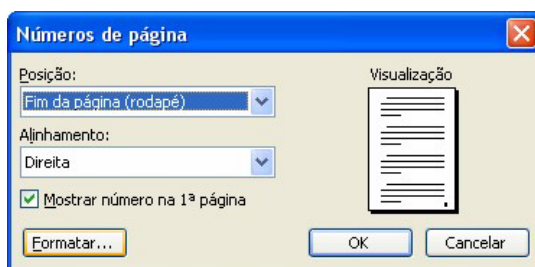 Números de página
Posição:
Visualização
Fim da página (rodapé)
Alinhamento:
Direita
Mostrar número na 1ª página
Formatar...
OK
Cancelar